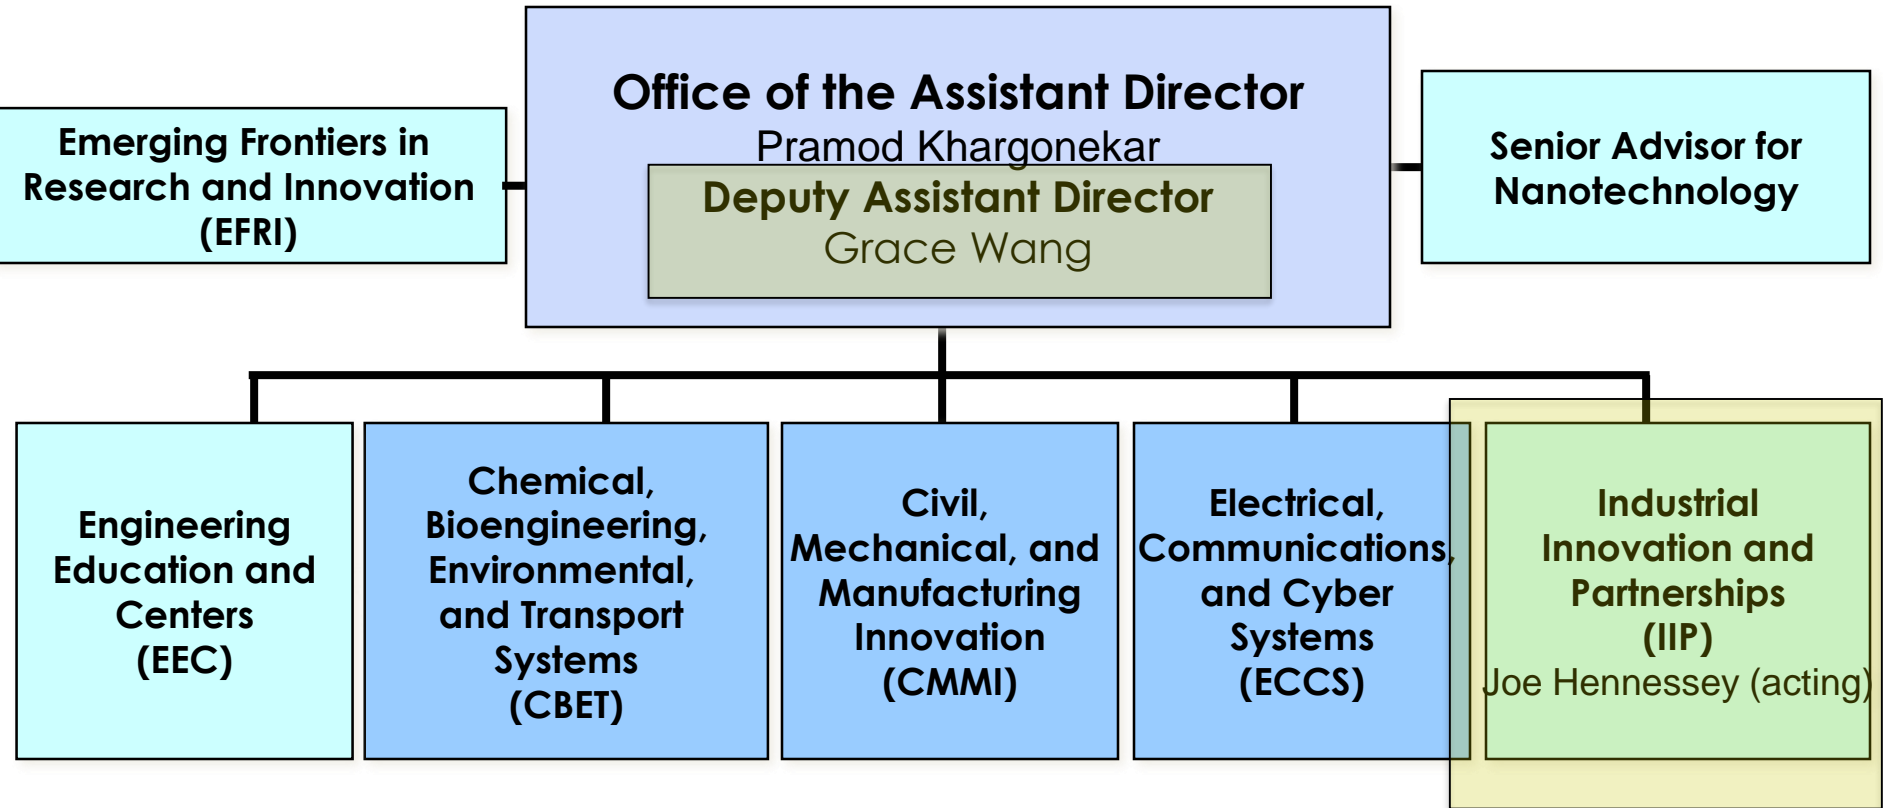 Office of the Assistant Director
Pramod Khargonekar
Deputy Assistant Director
Grace Wang
Emerging Frontiers in
Research and Innovation
(EFRI)
Senior Advisor for
Nanotechnology
Engineering
Education and
Centers
(EEC)
Chemical,
Bioengineering,
Environmental,
and Transport
Systems
(CBET)
Civil,
Mechanical, and
Manufacturing
Innovation
(CMMI)
Electrical,
Communications,
and Cyber
Systems
(ECCS)
Industrial
Innovation and
Partnerships
(IIP)
Joe Hennessey (acting)